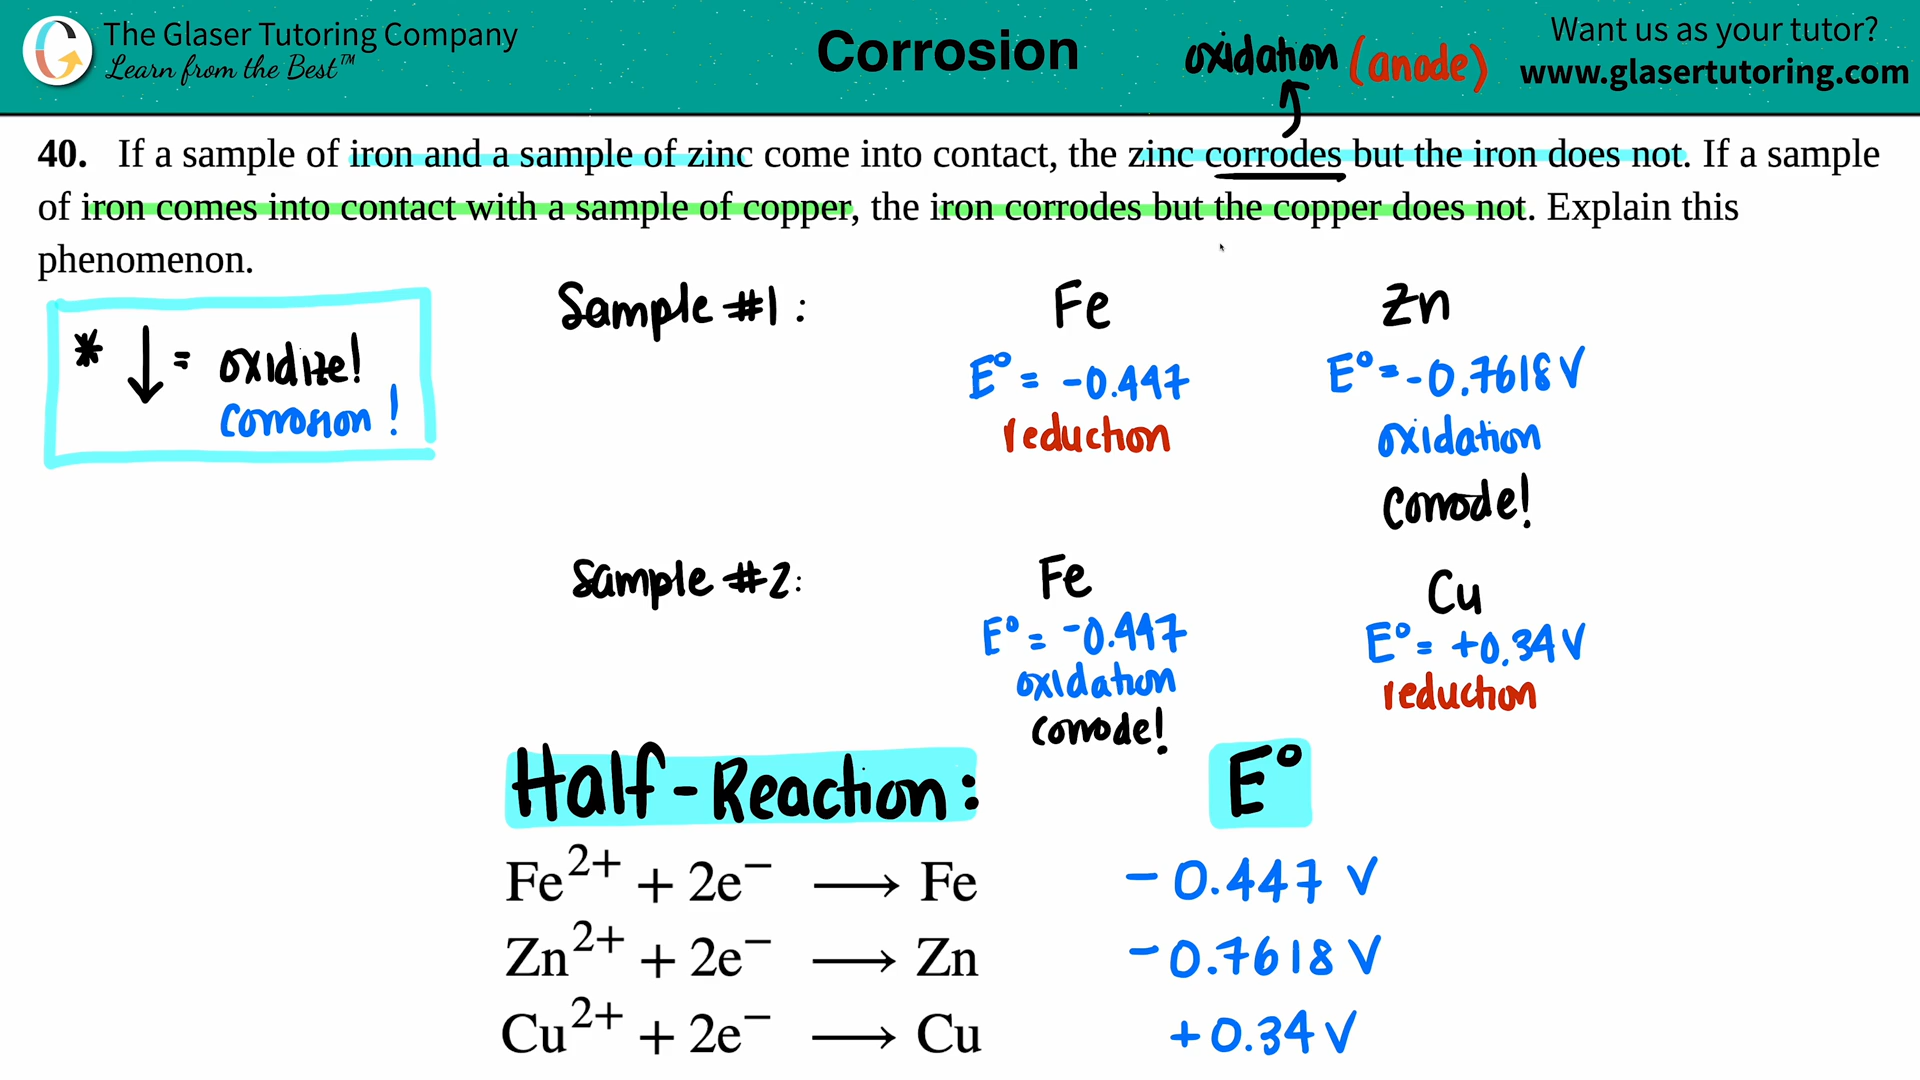 The Glaser Tutoring Company
Learn from the Best™
Corrosion
oxidation (anode)
Want us as your tutor?
www.glasertutoring.com
40. If a sample of iron and a sample of zinc come into contact, the zinc corrodes but the iron does not. If a sample
of iron comes into contact with a sample of copper, the iron corrodes but the copper does not. Explain this
phenomenon.
* ↓ = oxidize!
corrosion!
Sample #1: Fe Zn
E° = -0.447 E° = -0.7618 V
reduction oxidation
corrode!
Sample #2: Fe Cu
E° = -0.447 E° = +0.34 V
oxidation reduction
corrode!
Half-Reaction: E°
Fe²⁺ + 2e⁻ ⟶ Fe -0.447 V
Zn²⁺ + 2e⁻ ⟶ Zn -0.7618 V
Cu²⁺ + 2e⁻ ⟶ Cu +0.34 V